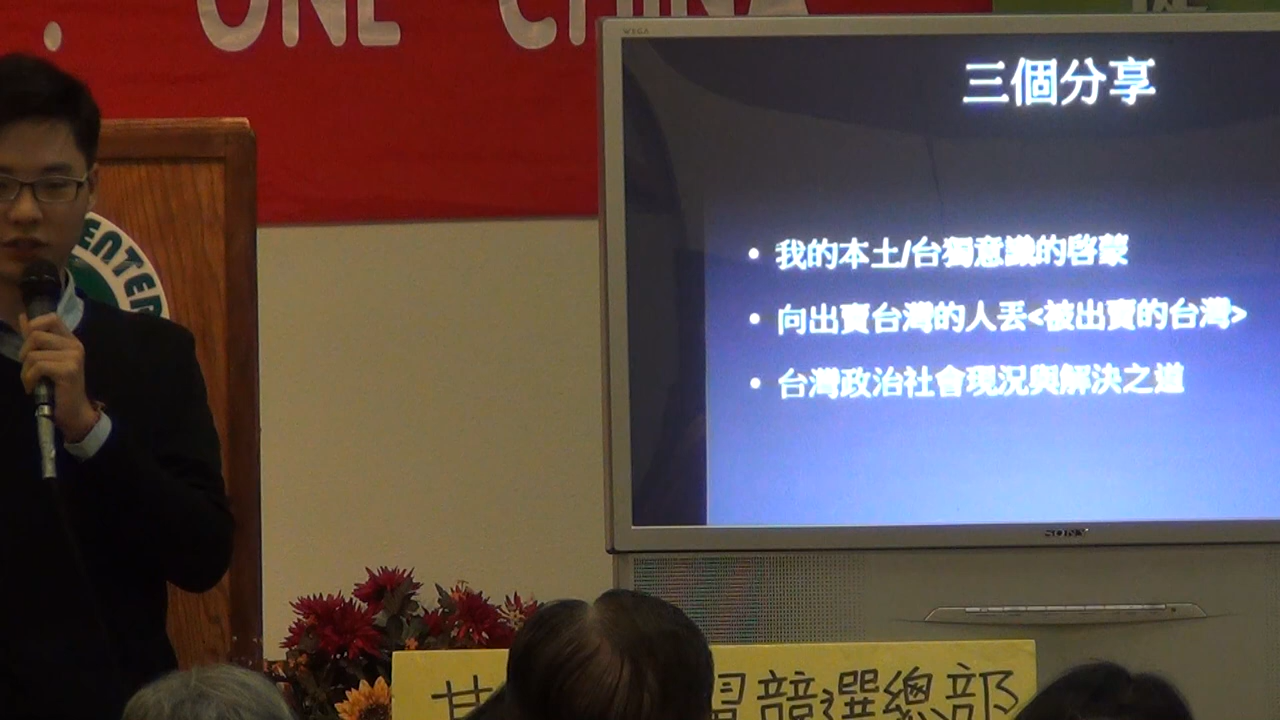 . ONE CHINA
WEGA
ENTER
三個分享
• 我的本土/台獨意識的啓蒙
• 向出賣台灣的人丟<被出賣的台灣>
• 台灣政治社會現況與解決之道
SONY
競選總部